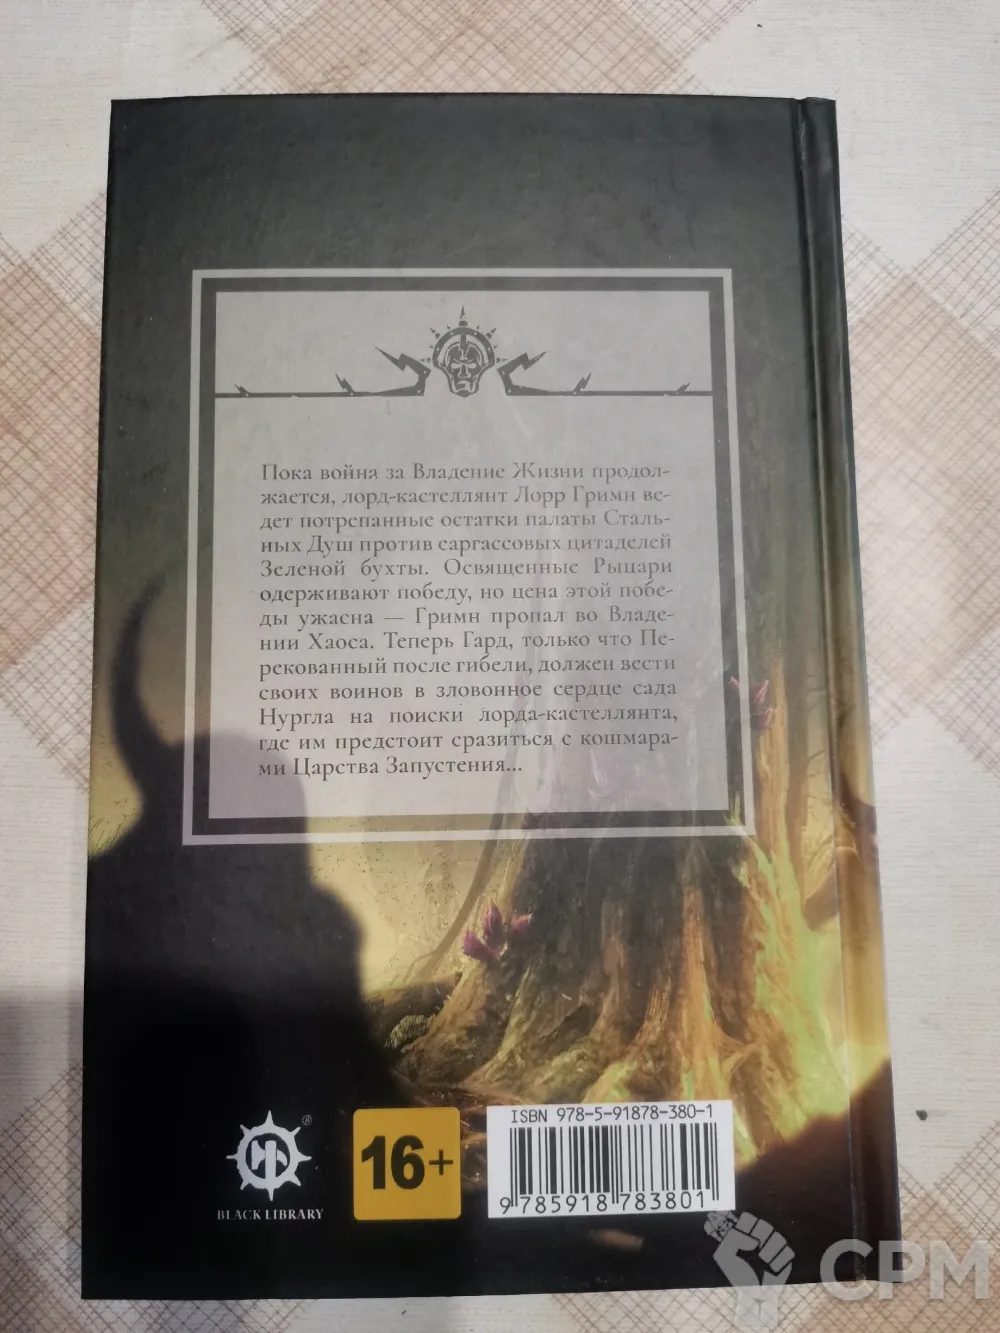 Пока война за Владение Жизни продол-
жается, лорд-кастеллянт Лорр Гримн ве-
дет потрепанные остатки палаты Сталь-
ных Душ против саргассовых цитаделей
Зеленой бухты. Освященные Рыцари
одерживают победу, но цена этой побе-
ды ужасна — Гримн пропал во Владе-
нии Хаоса. Теперь Гард, только что Пе-
рекованный после гибели, должен вести
своих воинов в зловонное сердце сада
Нургла на поиски лорда-кастеллянта,
где им предстоит сразиться с кошмара-
ми Царства Запустения...
®
BLACK LIBRARY
16+
ISBN 978-5-91878-380-1
9 785918 783801
СРМ